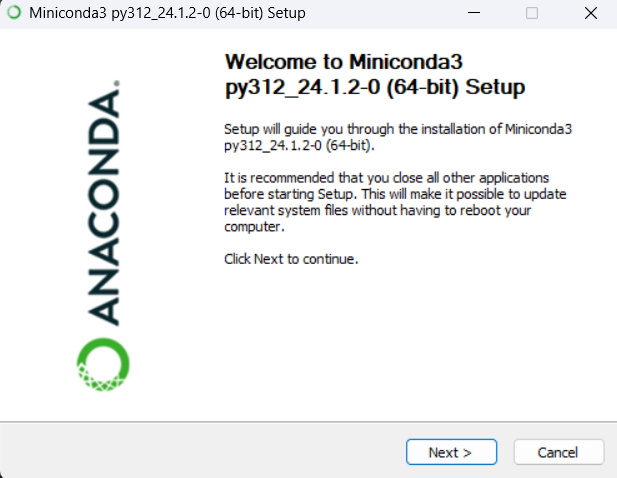 Miniconda3 py312_24.1.2-0 (64-bit) Setup
Welcome to Miniconda3
py312_24.1.2-0 (64-bit) Setup
Setup will guide you through the installation of Miniconda3
py312_24.1.2-0 (64-bit).
It is recommended that you close all other applications
before starting Setup. This will make it possible to update
relevant system files without having to reboot your
computer.
Click Next to continue.
ANACONDA.
Next >
Cancel